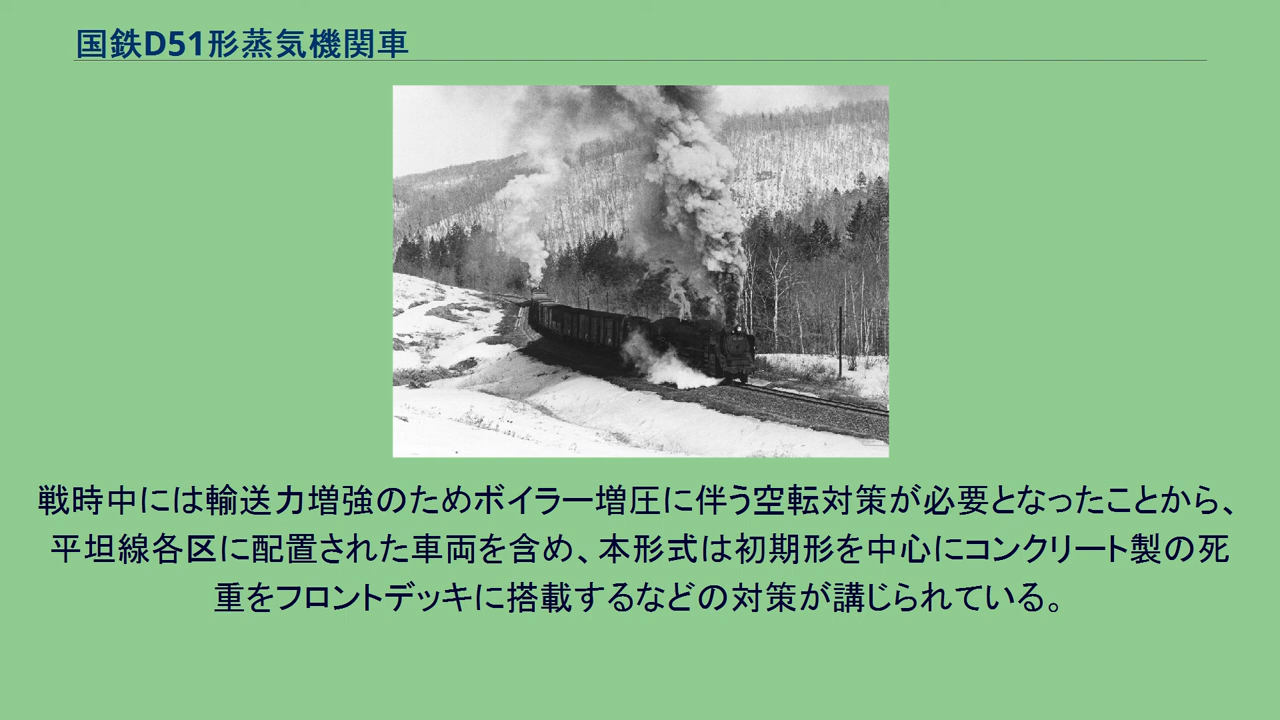 国鉄D51形蒸気機関車
戦時中には輸送力増強のためボイラー増圧に伴う空転対策が必要となったことから、
平坦線各区に配置された車両を含め、本形式は初期形を中心にコンクリート製の死
重をフロントデッキに搭載するなどの対策が講じられている。